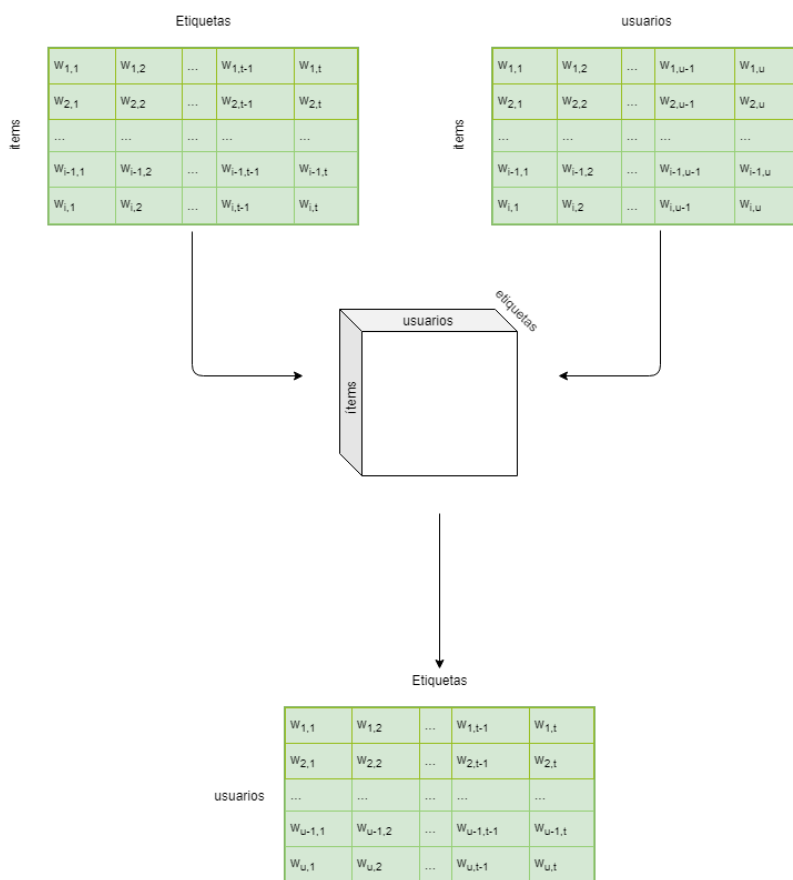 Etiquetas
usuarios
items
W1,1 W1,2 ... W1,t-1 W1,t
W2,1 W2,2 ... W2,t-1 W2,t
... ... ... ... ...
Wi-1,1 Wi-1,2 ... Wi-1,t-1 Wi-1,t
Wi,1 Wi,2 ... Wi,t-1 Wi,t
items
W1,1 W1,2 ... W1,u-1 W1,u
W2,1 W2,2 ... W2,u-1 W2,u
... ... ... ... ...
Wi-1,1 Wi-1,2 ... Wi-1,u-1 Wi-1,u
Wi,1 Wi,2 ... Wi,u-1 Wi,u
etiquetas
usuarios
items
Etiquetas
usuarios
W1,1 W1,2 ... W1,t-1 W1,t
W2,1 W2,2 ... W2,t-1 W2,t
... ... ... ... ...
Wu-1,1 Wu-1,2 ... Wu-1,t-1 Wu-1,t
Wu,1 Wu,2 ... Wu,t-1 Wu,t